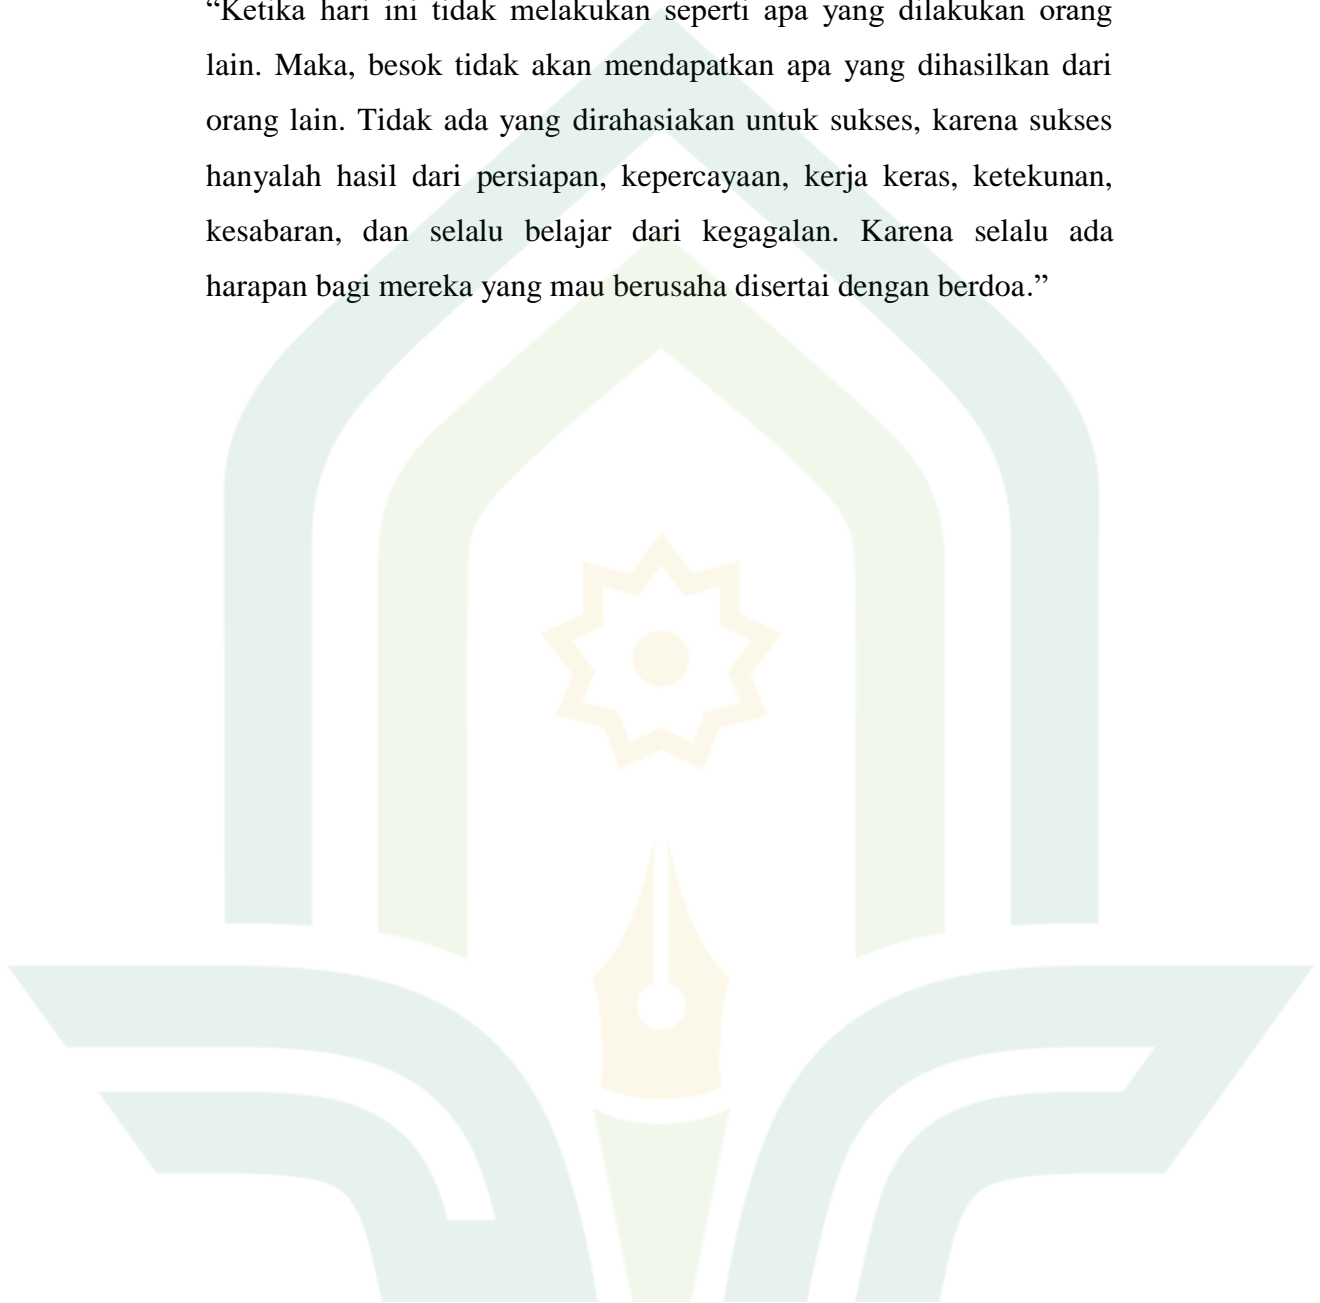 “Ketika hari ini tidak melakukan seperti apa yang dilakukan orang
lain. Maka, besok tidak akan mendapatkan apa yang dihasilkan dari
orang lain. Tidak ada yang dirahasiakan untuk sukses, karena sukses
hanyalah hasil dari persiapan, kepercayaan, kerja keras, ketekunan,
kesabaran, dan selalu belajar dari kegagalan. Karena selalu ada
harapan bagi mereka yang mau berusaha disertai dengan berdoa.”